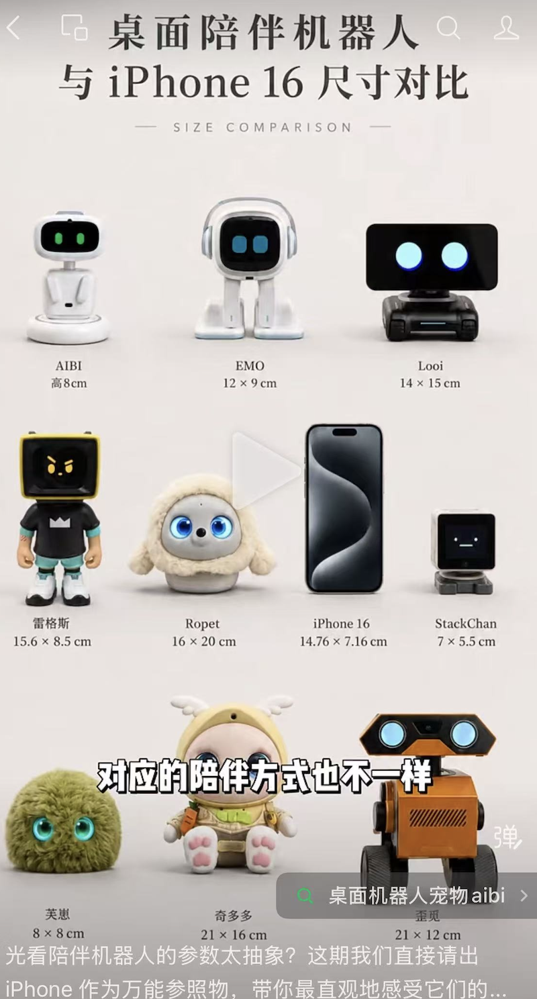 桌面陪伴机器人
与 iPhone 16 尺寸对比
SIZE COMPARISON
AIBI
高8cm
EMO
12 × 9 cm
Looi
14 × 15 cm
雷格斯
15.6 × 8.5 cm
Ropet
16 × 20 cm
iPhone 16
14.76 × 7.16 cm
StackChan
7 × 5.5 cm
对应的陪伴方式也不一样
弹
桌面机器人宠物aibi
芙崽
8 × 8 cm
奇多多
21 × 16 cm
歪觅
21 × 12 cm
光看陪伴机器人的参数太抽象？这期我们直接请出
iPhone 作为万能参照物，带你最直观地感受它们的...